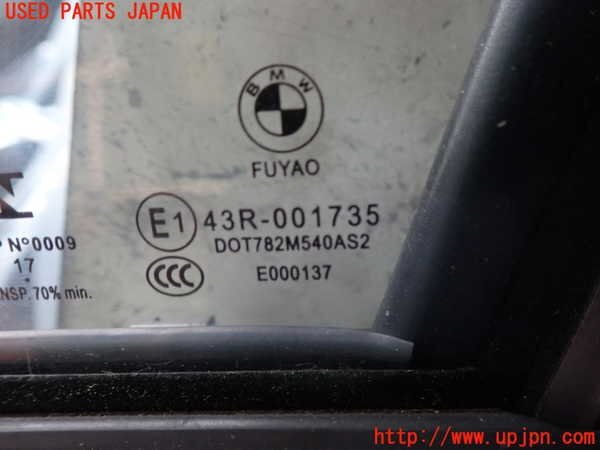 USED PARTS JAPAN
BMW
FUYAO
E1 43R-001735
DOT782M540AS2
CCC E000137
P Nº0009
17
NSP. 70% min.
http://www.upjpn.com/